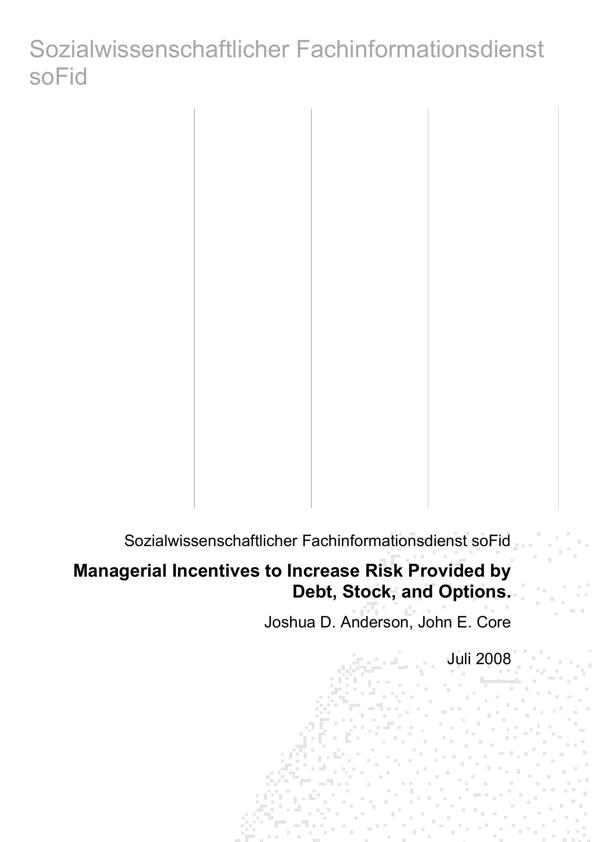 Sozialwissenschaftlicher Fachinformationsdienst
soFid
Sozialwissenschaftlicher Fachinformationsdienst soFid
Managerial Incentives to Increase Risk Provided by
Debt, Stock, and Options.
Joshua D. Anderson, John E. Core
Juli 2008